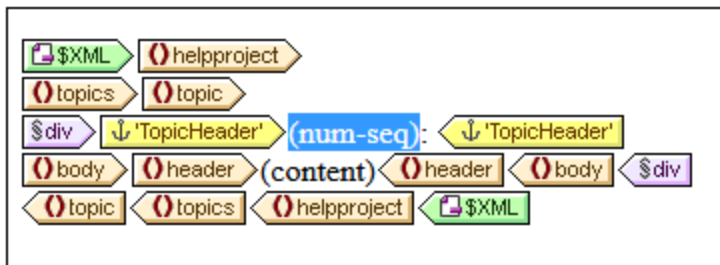 $XML ()helpproject
()topics ()topic
§div 'TopicHeader' (num-seq): 'TopicHeader'
()body ()header (content) ()header ()body §div
()topic ()topics ()helpproject $XML